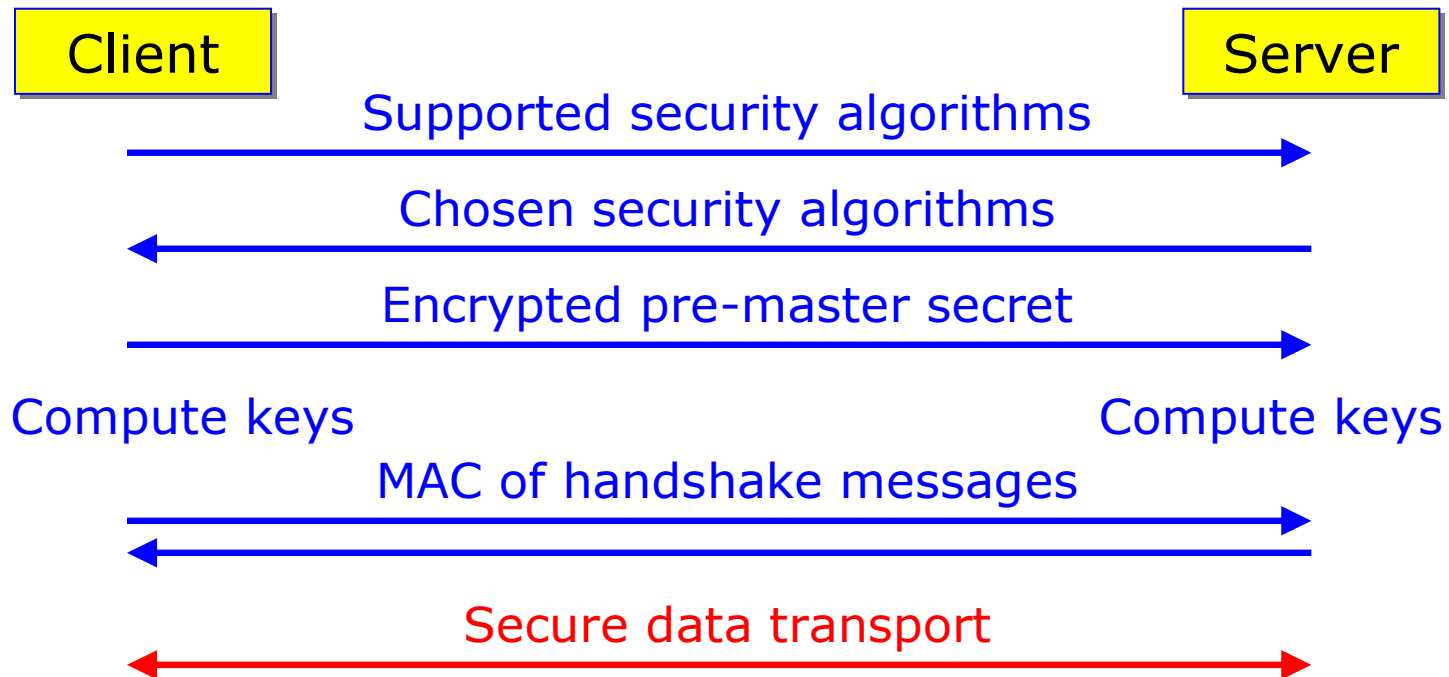 Client
Server
Supported security algorithms
Chosen security algorithms
Encrypted pre-master secret
Compute keys
Compute keys
MAC of handshake messages
Secure data transport